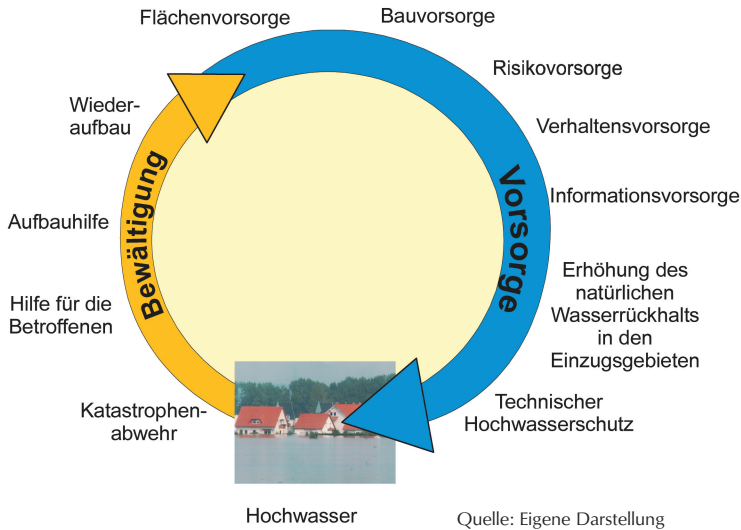 Flächenvorsorge
Bauvorsorge
Risikovorsorge
Verhaltensvorsorge
Informationsvorsorge
Erhöhung des
natürlichen
Wasserrückhalts
in den
Einzugsgebieten
Technischer
Hochwasserschutz
Vorsorge
Hochwasser
Katastrophen-
abwehr
Hilfe für die
Betroffenen
Aufbauhilfe
Wieder-
aufbau
Bewältigung
Quelle: Eigene Darstellung